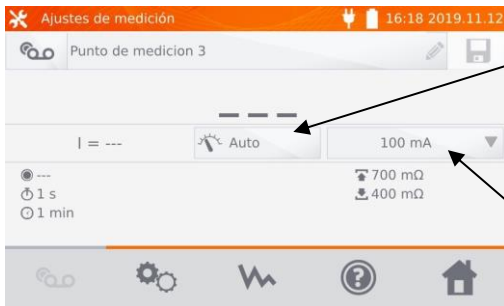 Ajustes de medición 16:18 2019.11.12
Punto de medicion 3
---
I = --- Auto 100 mA
--- 700 mΩ
1 s 400 mΩ
1 min